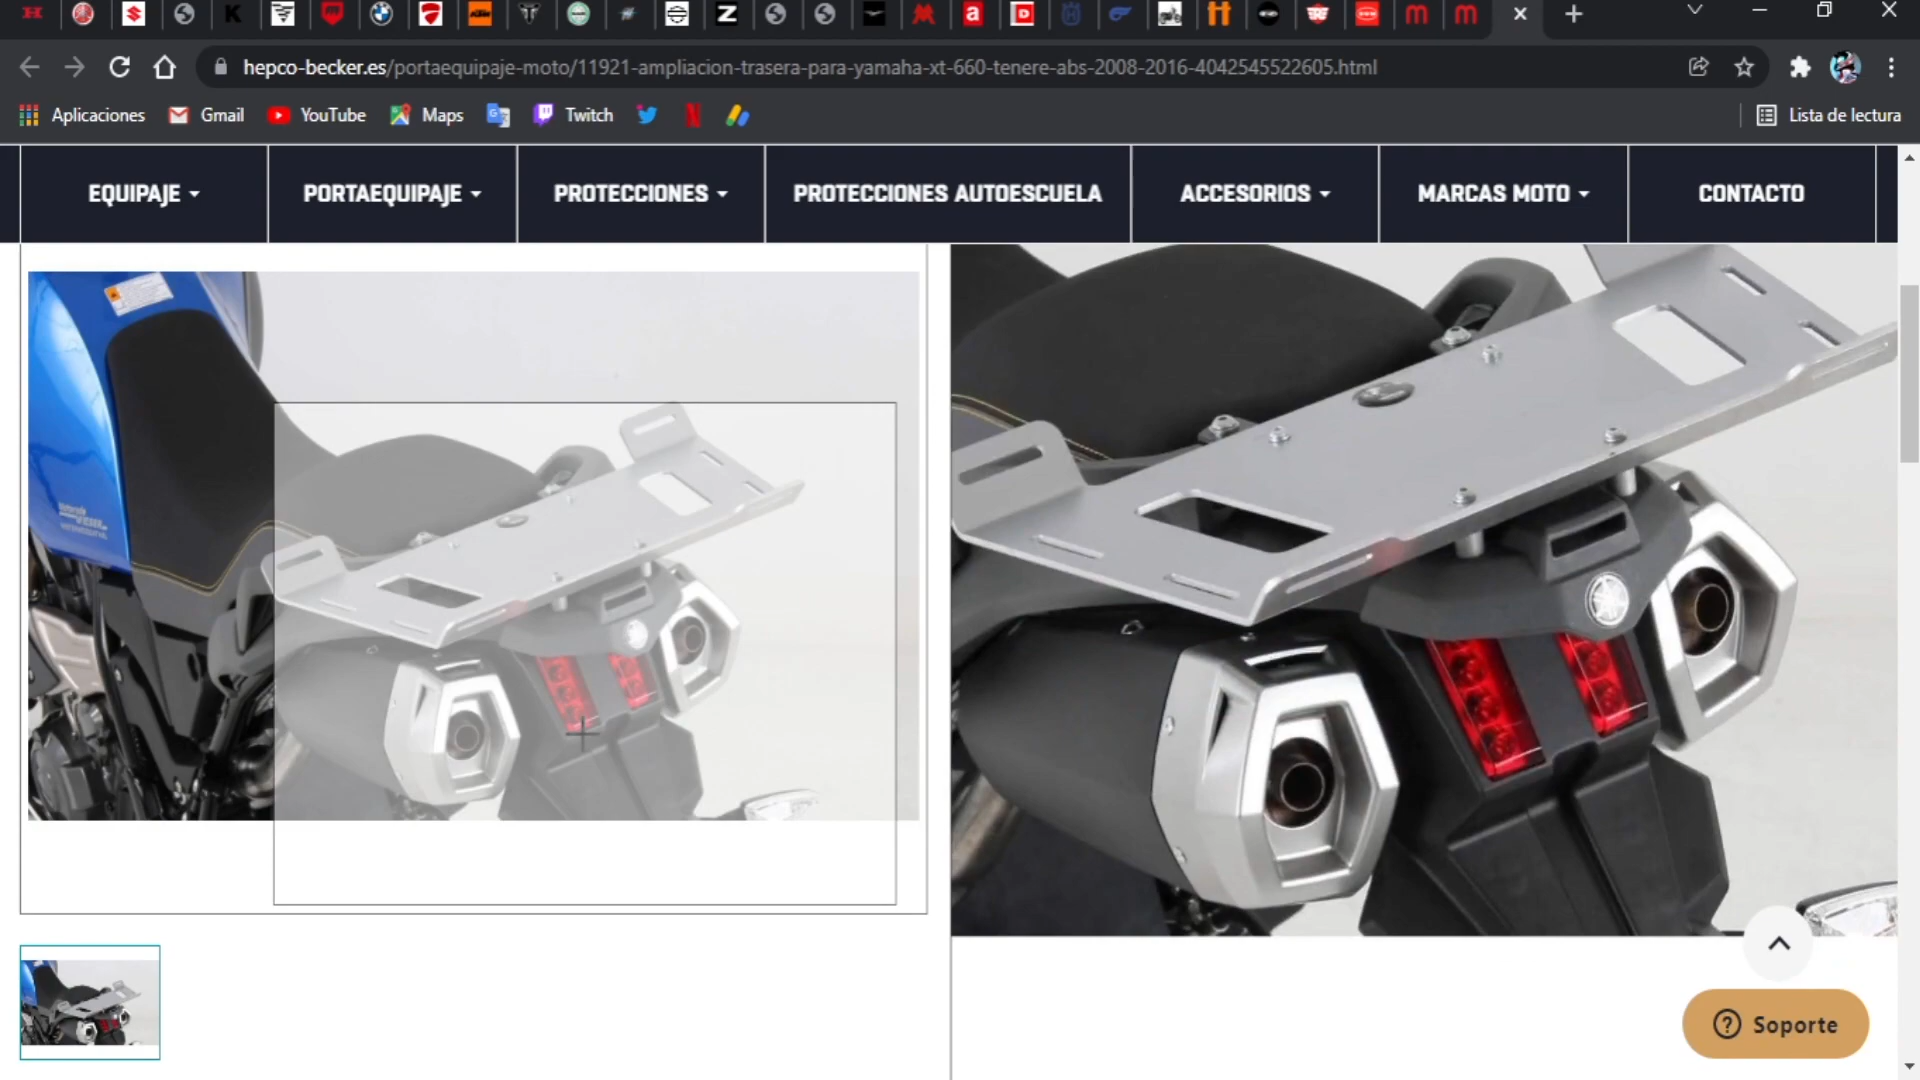 hepco-becker.es/portaequipaje-moto/11921-ampliacion-trasera-para-yamaha-xt-660-tenere-abs-2008-2016-4042545522605.html
Aplicaciones Gmail YouTube Maps Twitch Lista de lectura
EQUIPAJE PORTAEQUIPAJE PROTECCIONES PROTECCIONES AUTOESCUELA ACCESORIOS MARCAS MOTO CONTACTO
Soporte